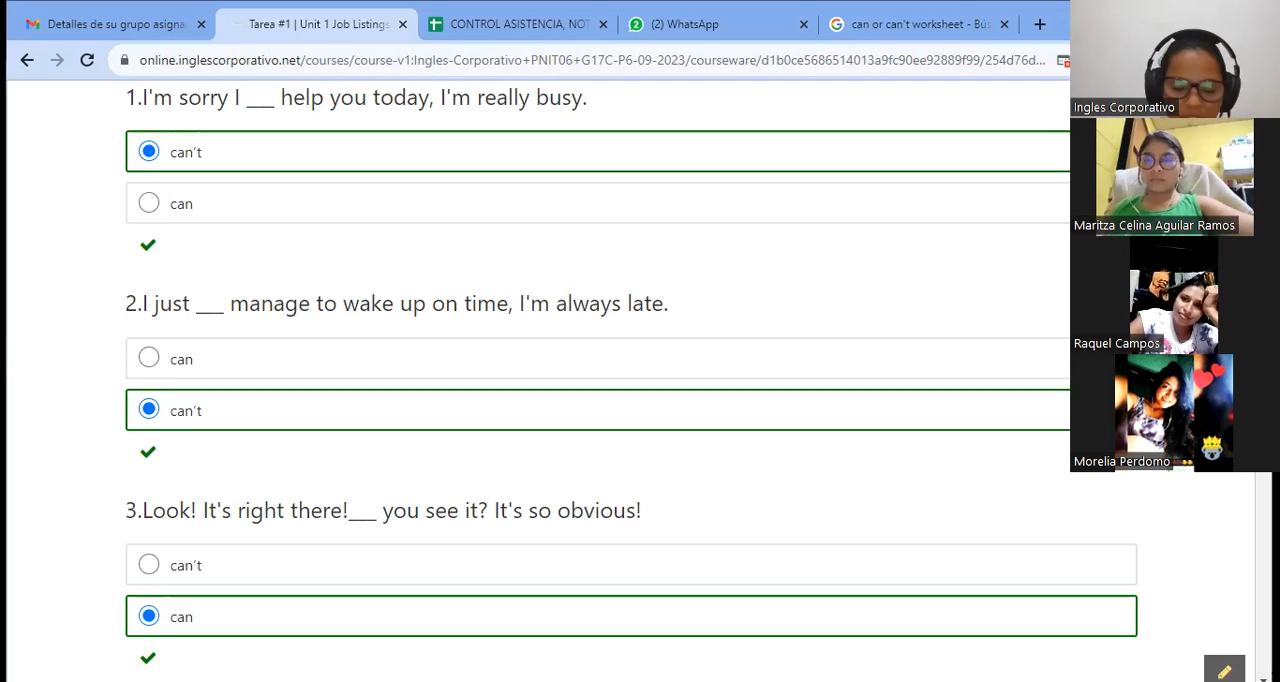 Detalles de su grupo asigna
Tarea #1 | Unit 1 Job Listings
CONTROL ASISTENCIA, NOT
(2) WhatsApp
can or can't worksheet - Bús
online.inglescorporativo.net/courses/course-v1:Ingles-Corporativo+PNIT06+G17C-P6-09-2023/courseware/d1b0ce5686514013a9fc90ee92889f99/254d76d...
1.I'm sorry I ___ help you today, I'm really busy.
can´t
can
2.I just ___ manage to wake up on time, I'm always late.
can
can´t
3.Look! It's right there!___ you see it? It's so obvious!
can´t
can
Ingles Corporativo
Maritza Celina Aguilar Ramos
Raquel Campos
Morelia Perdomo